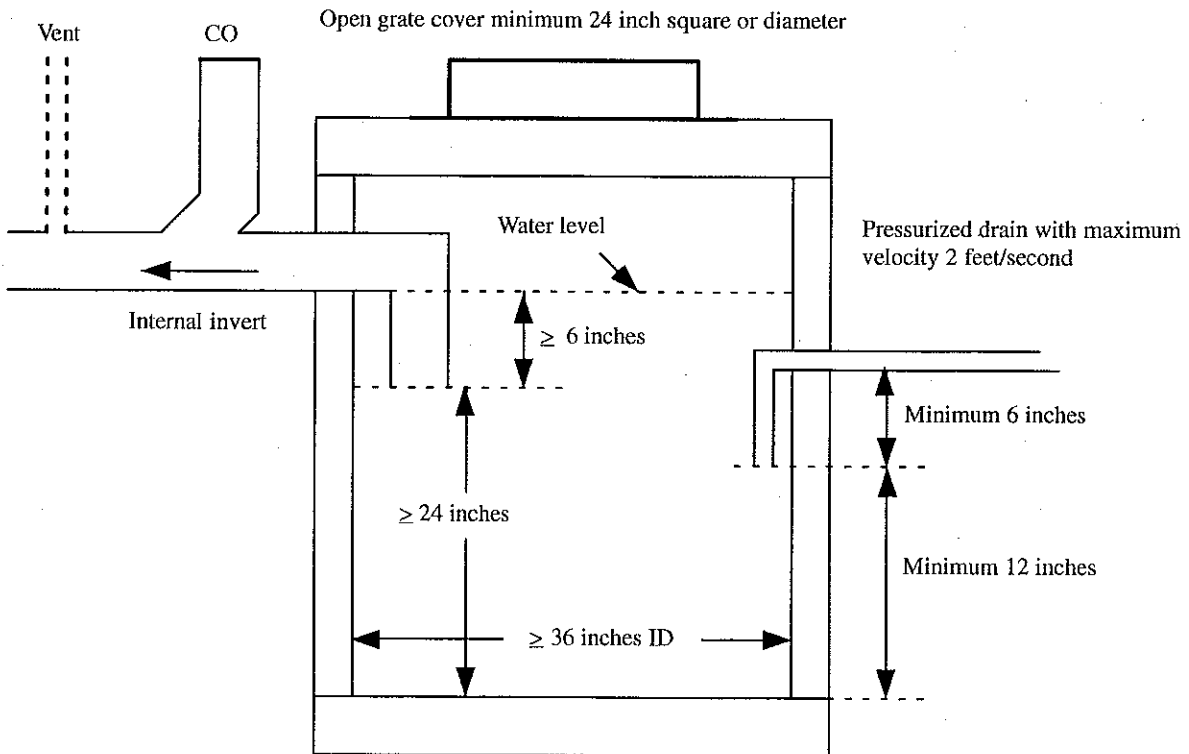 Open grate cover minimum 24 inch square or diameter
Vent
CO
Water level
Pressurized drain with maximum
velocity 2 feet/second
Internal invert
≥ 6 inches
Minimum 6 inches
≥ 24 inches
Minimum 12 inches
≥ 36 inches ID